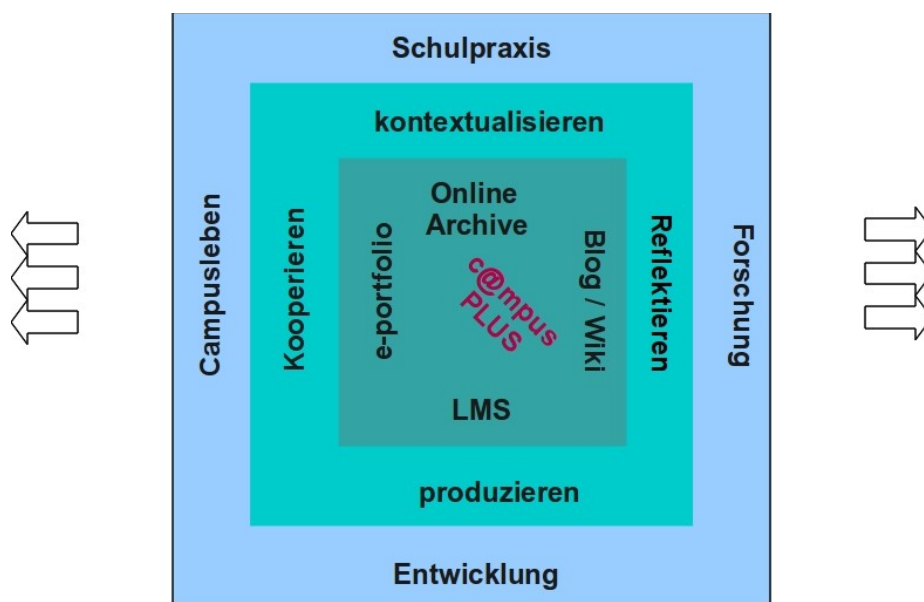 Schulpraxis
kontextualisieren
Online
Archive
Campusleben
Kooperieren
e-portfolio
c@mpus
PLUS
Blog / Wiki
Reflektieren
Forschung
LMS
produzieren
Entwicklung